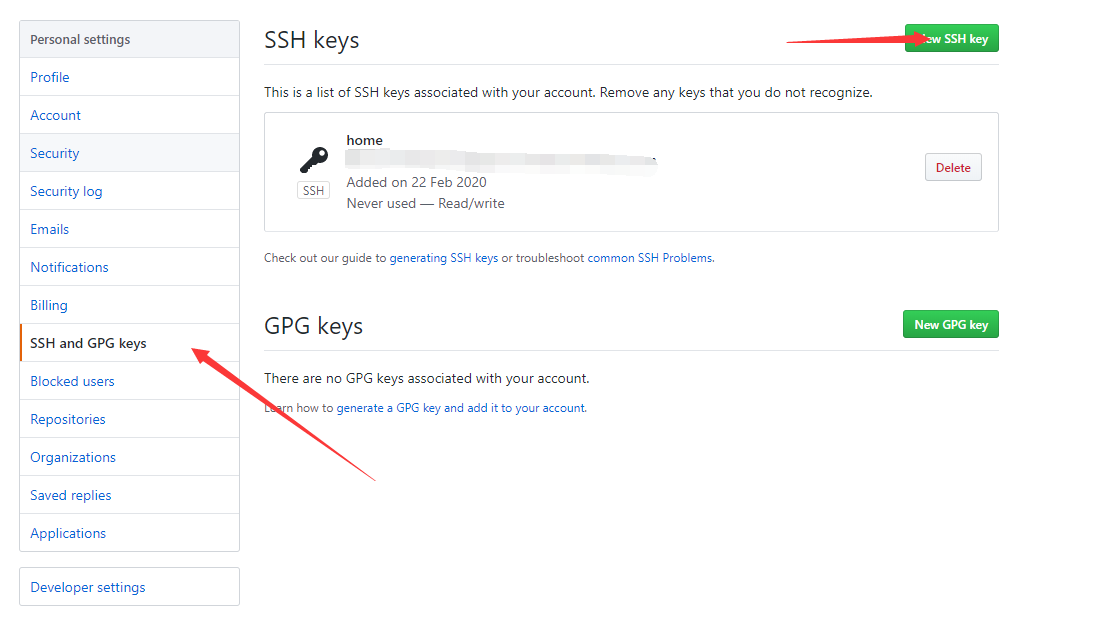 Personal settings
Profile
Account
Security
Security log
Emails
Notifications
Billing
SSH and GPG keys
Blocked users
Repositories
Organizations
Saved replies
Applications
Developer settings
SSH keys
New SSH key
This is a list of SSH keys associated with your account. Remove any keys that you do not recognize.
home
SSH
Added on 22 Feb 2020
Never used — Read/write
Delete
Check out our guide to generating SSH keys or troubleshoot common SSH Problems.
GPG keys
New GPG key
There are no GPG keys associated with your account.
Learn how to generate a GPG key and add it to your account.